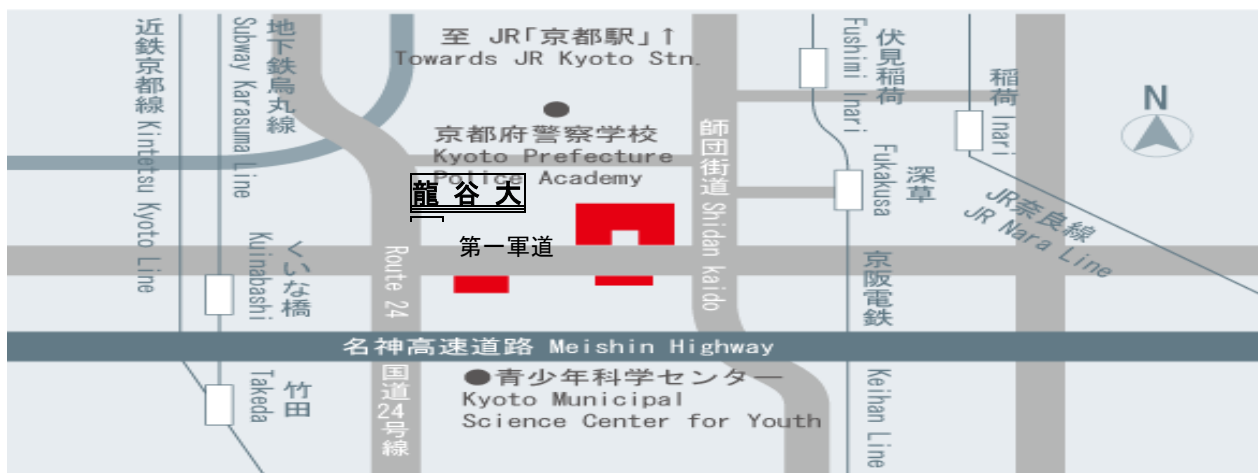 近鉄京都線 Kintetsu Kyoto Line
地下鉄烏丸線
Subway Karasuma Line
至 JR「京都駅」↑
Towards JR Kyoto Stn.
京都府警察学校
Kyoto Prefecture
Police Academy
龍 谷 大
第一軍道
師団街道 Shidan kaido
伏見稲荷
Fushimi Inari
稲荷 Inari
N
深草
Fukakusa
JR奈良線
JR Nara Line
くいな橋
Kuinabashi
Route 24
京阪電鉄
名神高速道路 Meishin Highway
竹田
Takeda
国道24号線
●青少年科学センター
Kyoto Municipal
Science Center for Youth
Keihan Line